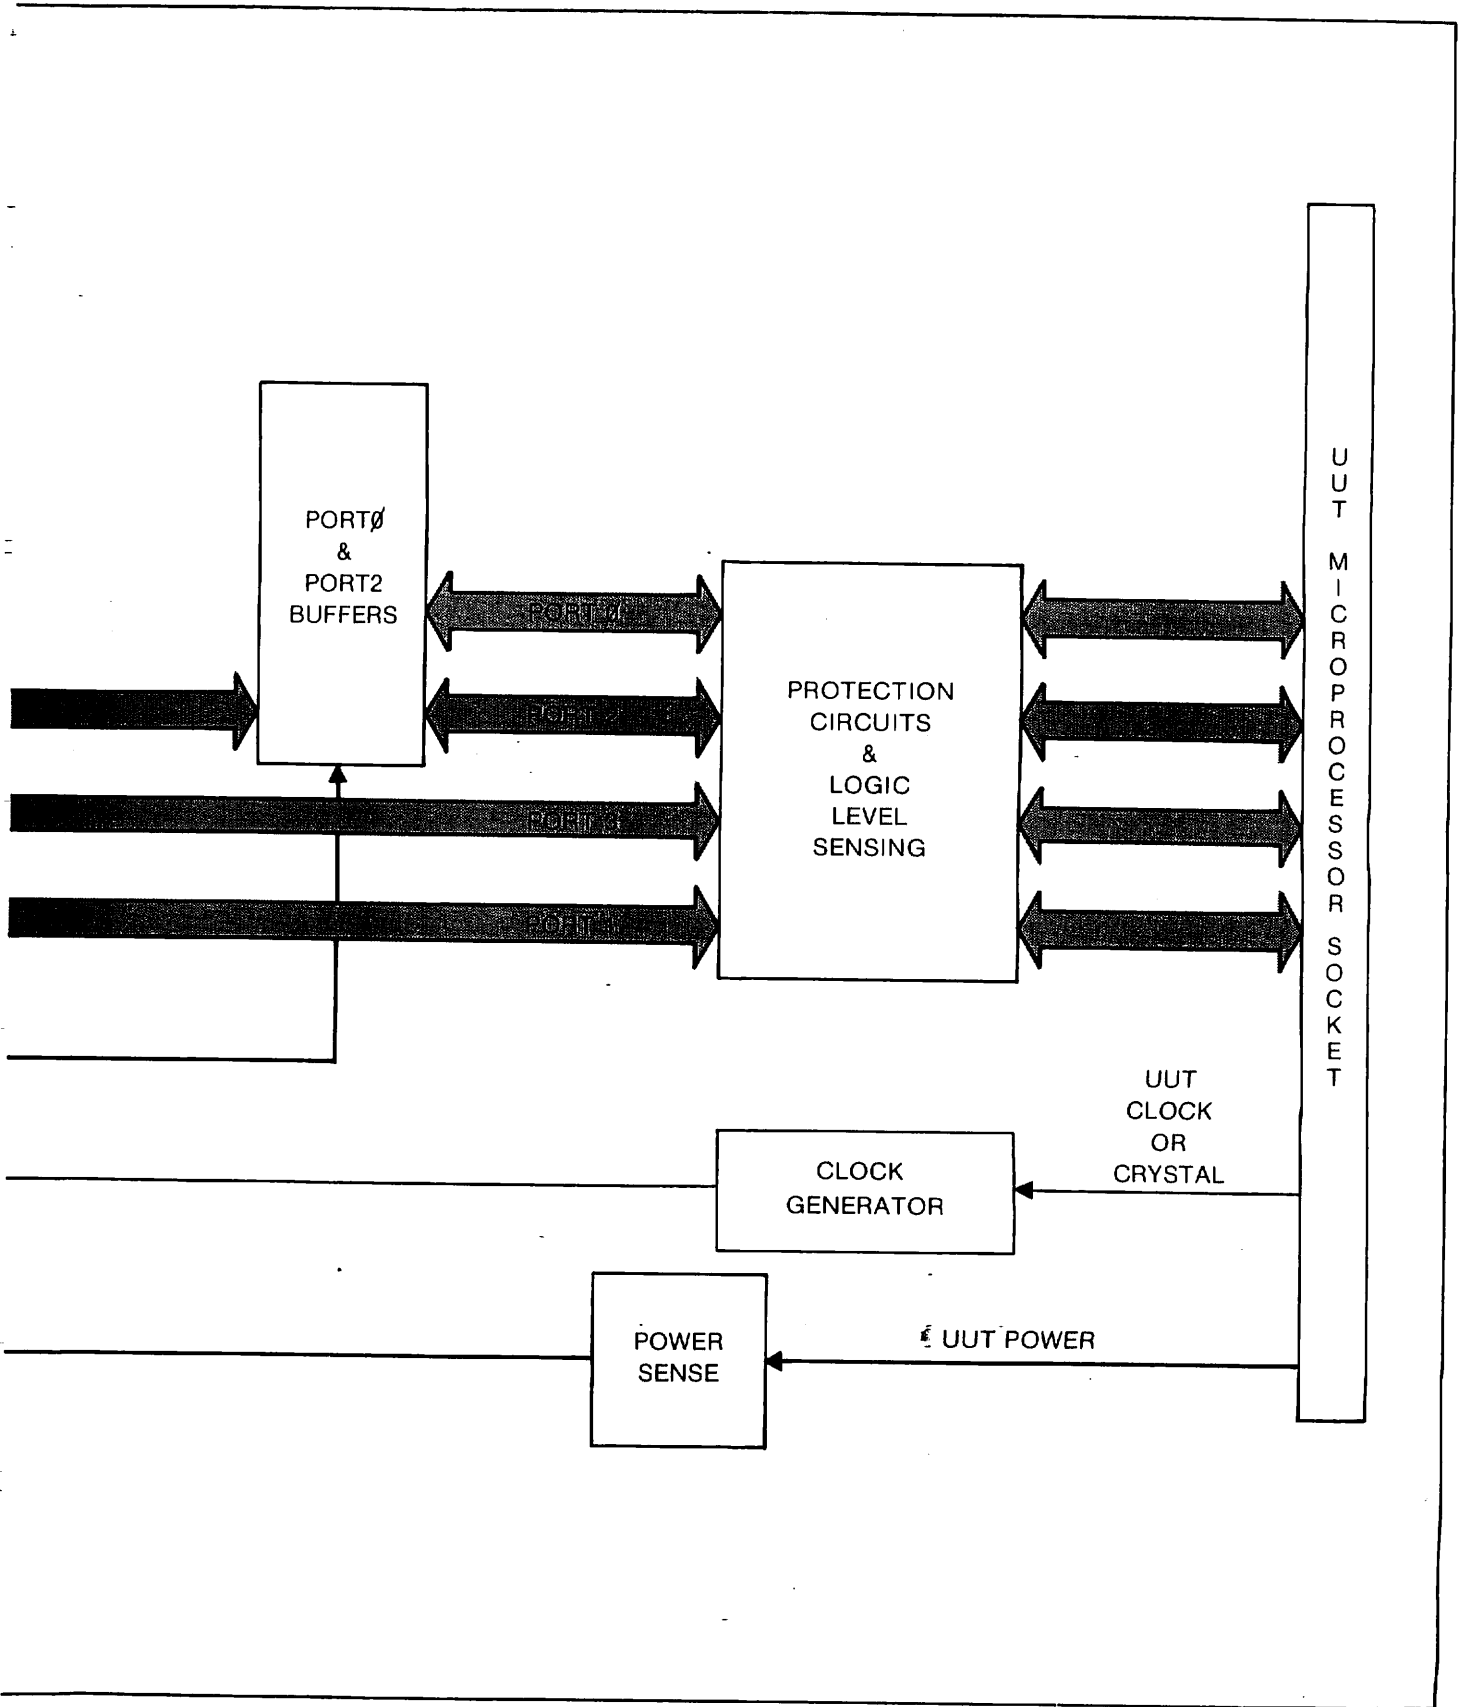 PORTØ
&
PORT2
BUFFERS
PORT 0
PORT 2
PORT 3
PORT
PROTECTION
CIRCUITS
&
LOGIC
LEVEL
SENSING
UUT MICROPROCESSOR SOCKET
UUT
CLOCK
OR
CRYSTAL
CLOCK
GENERATOR
POWER
SENSE
UUT POWER